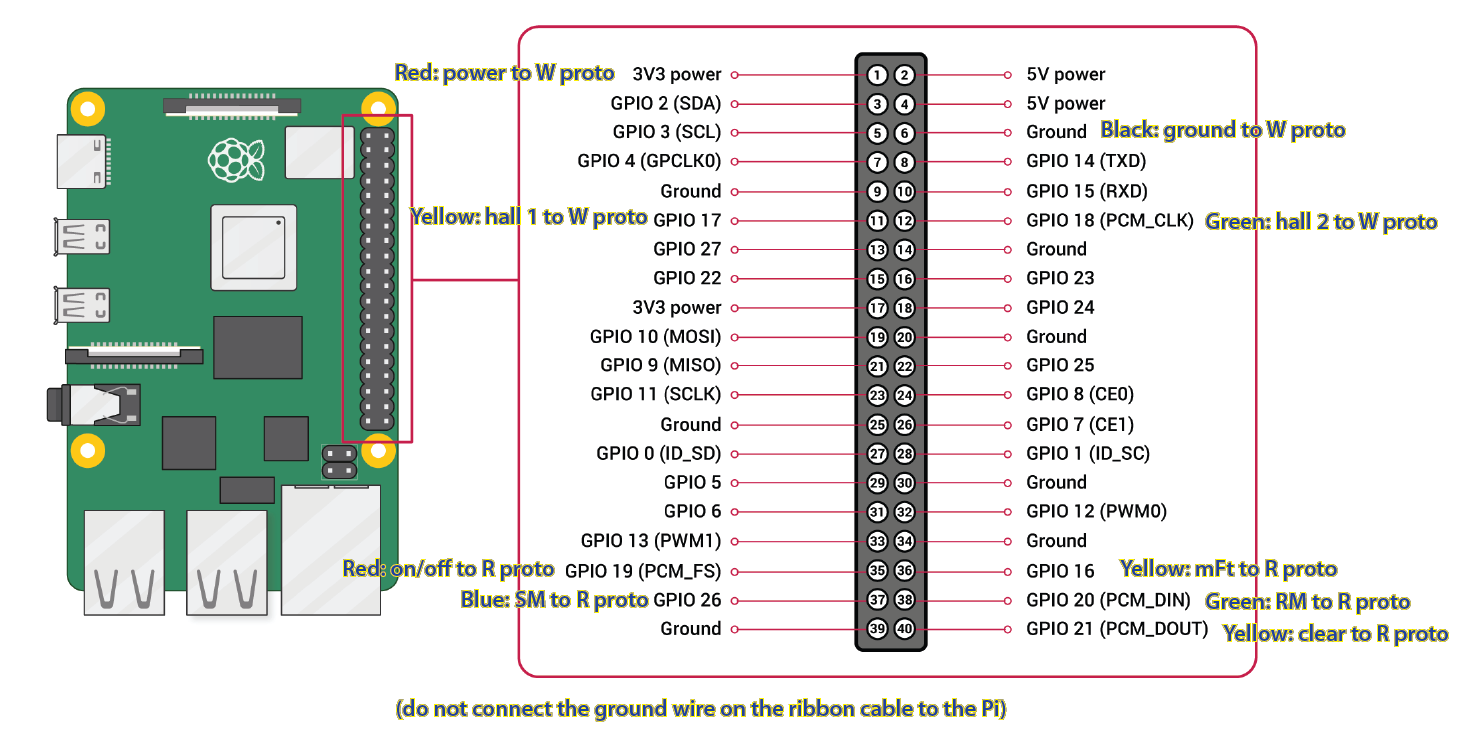 Red: power to W proto 3V3 power 1 2 5V power
GPIO 2 (SDA) 3 4 5V power
GPIO 3 (SCL) 5 6 Ground Black: ground to W proto
GPIO 4 (GPCLK0) 7 8 GPIO 14 (TXD)
Ground 9 10 GPIO 15 (RXD)
Yellow: hall 1 to W proto GPIO 17 11 12 GPIO 18 (PCM_CLK) Green: hall 2 to W proto
GPIO 27 13 14 Ground
GPIO 22 15 16 GPIO 23
3V3 power 17 18 GPIO 24
GPIO 10 (MOSI) 19 20 Ground
GPIO 9 (MISO) 21 22 GPIO 25
GPIO 11 (SCLK) 23 24 GPIO 8 (CE0)
Ground 25 26 GPIO 7 (CE1)
GPIO 0 (ID_SD) 27 28 GPIO 1 (ID_SC)
GPIO 5 29 30 Ground
GPIO 6 31 32 GPIO 12 (PWM0)
GPIO 13 (PWM1) 33 34 Ground
Red: on/off to R proto GPIO 19 (PCM_FS) 35 36 GPIO 16 Yellow: mFt to R proto
Blue: SM to R proto GPIO 26 37 38 GPIO 20 (PCM_DIN) Green: RM to R proto
Ground 39 40 GPIO 21 (PCM_DOUT) Yellow: clear to R proto
(do not connect the ground wire on the ribbon cable to the Pi)